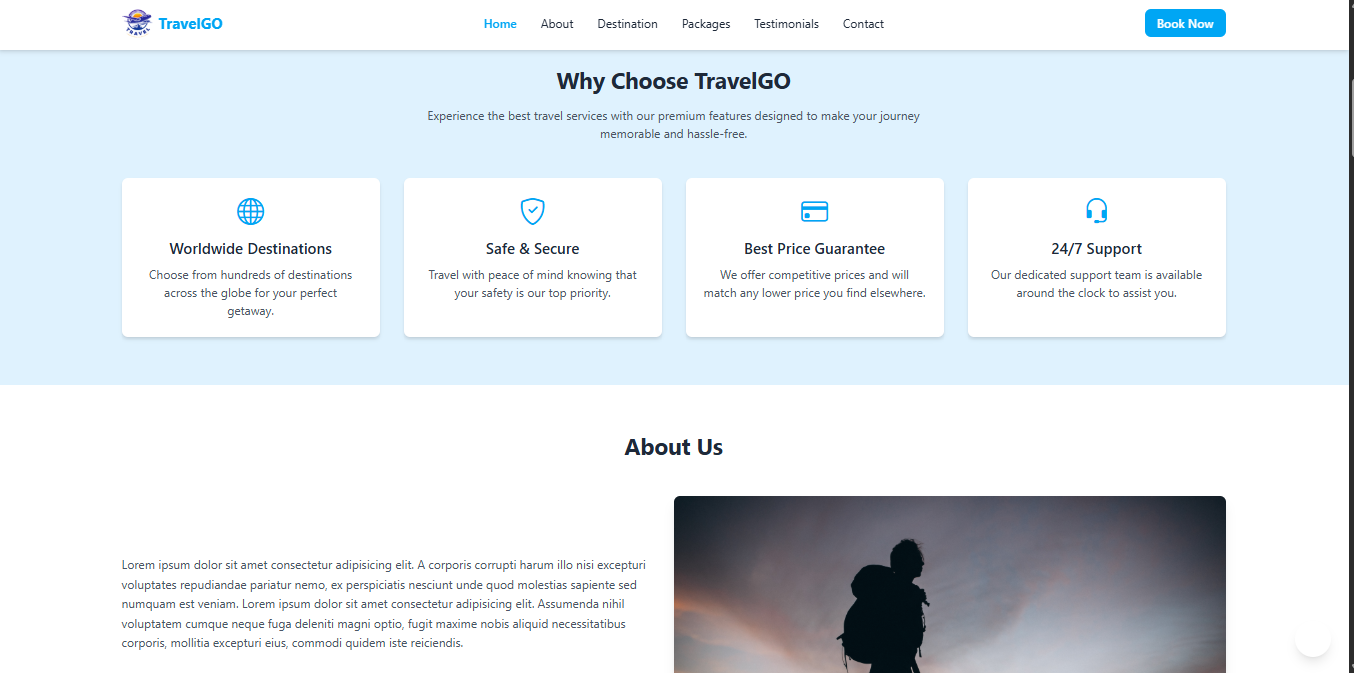 TRAVEL
TravelGO
Home
About
Destination
Packages
Testimonials
Contact
Book Now
Why Choose TravelGO
Experience the best travel services with our premium features designed to make your journey
memorable and hassle-free.
Worldwide Destinations
Choose from hundreds of destinations
across the globe for your perfect
getaway.
Safe & Secure
Travel with peace of mind knowing that
your safety is our top priority.
Best Price Guarantee
We offer competitive prices and will
match any lower price you find elsewhere.
24/7 Support
Our dedicated support team is available
around the clock to assist you.
About Us
Lorem ipsum dolor sit amet consectetur adipisicing elit. A corporis corrupti harum illo nisi excepturi
voluptates repudiandae pariatur nemo, ex perspiciatis nesciunt unde quod molestias sapiente sed
numquam est veniam. Lorem ipsum dolor sit amet consectetur adipisicing elit. Assumenda nihil
voluptatem cumque neque fuga deleniti magni optio, fugit maxime nobis aliquid necessitatibus
corporis, mollitia excepturi eius, commodi quidem iste reiciendis.